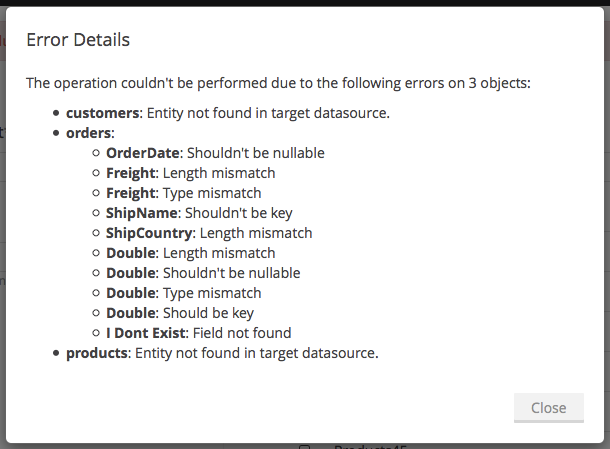 Error Details
The operation couldn't be performed due to the following errors on 3 objects:
customers: Entity not found in target datasource.
orders:
OrderDate: Shouldn't be nullable
Freight: Length mismatch
Freight: Type mismatch
ShipName: Shouldn't be key
ShipCountry: Length mismatch
Double: Length mismatch
Double: Shouldn't be nullable
Double: Type mismatch
Double: Should be key
I Dont Exist: Field not found
products: Entity not found in target datasource.
Close